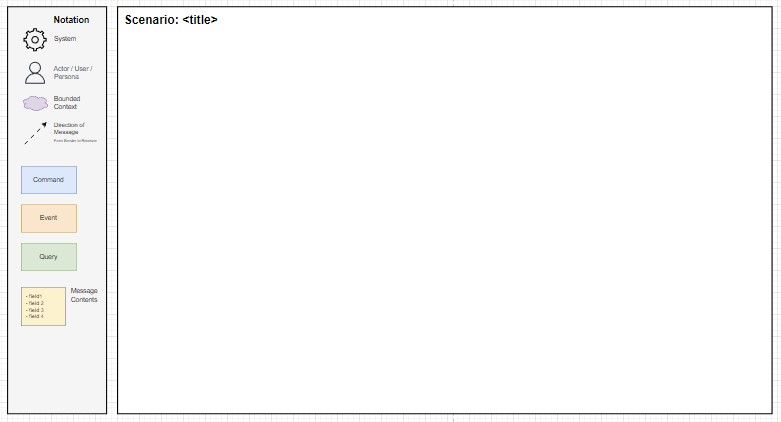 Notation
System
Actor / User /
Persona
Bounded
Context
Direction of
Message
From Sender to Receiver
Command
Event
Query
- field1
- field 2
- field 3
- field 4
Message
Contents
Scenario: <title>